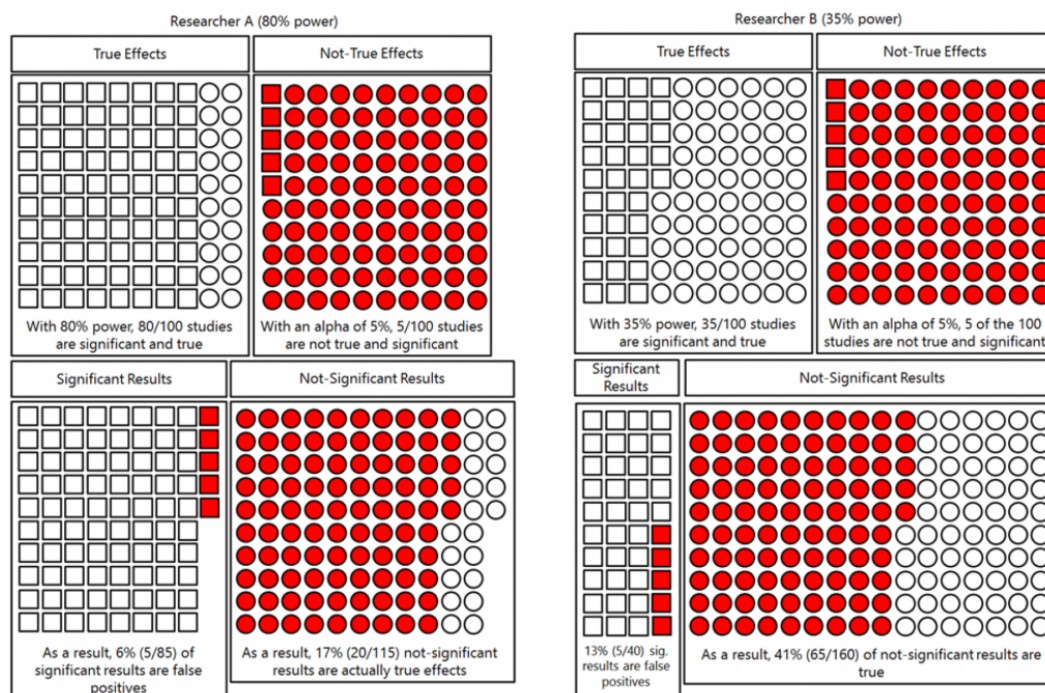 Researcher A (80% power)
True Effects
Not-True Effects
With 80% power, 80/100 studies
are significant and true
With an alpha of 5%, 5/100 studies
are not true and significant
Significant Results
Not-Significant Results
As a result, 6% (5/85) of
significant results are false
positives
As a result, 17% (20/115) not-significant
results are actually true effects
Researcher B (35% power)
True Effects
Not-True Effects
With 35% power, 35/100 studies
are significant and true
With an alpha of 5%, 5 of the 100
studies are not true and significant
Significant
Results
Not-Significant Results
13% (5/40) sig.
results are false
positives
As a result, 41% (65/160) of not-significant results are
true